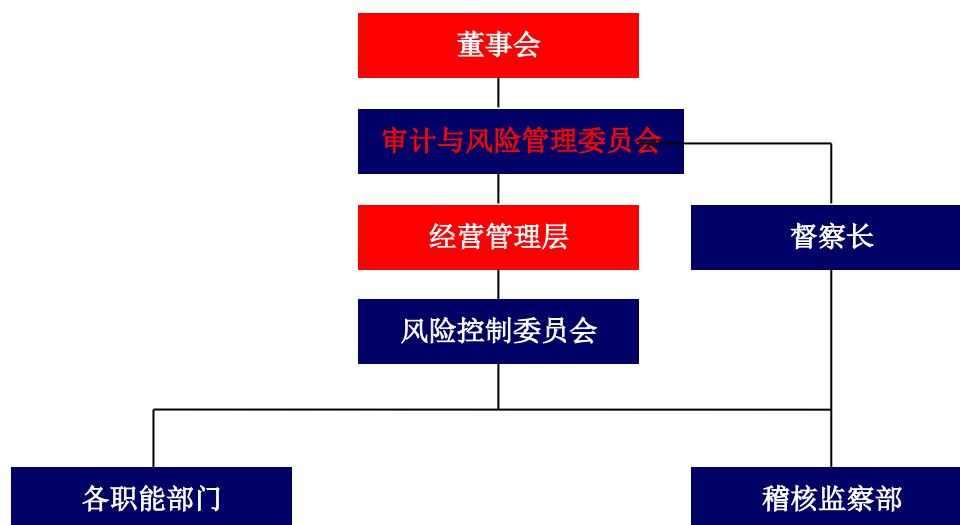 董事会
审计与风险管理委员会
经营管理层
督察长
风险控制委员会
各职能部门
稽核监察部